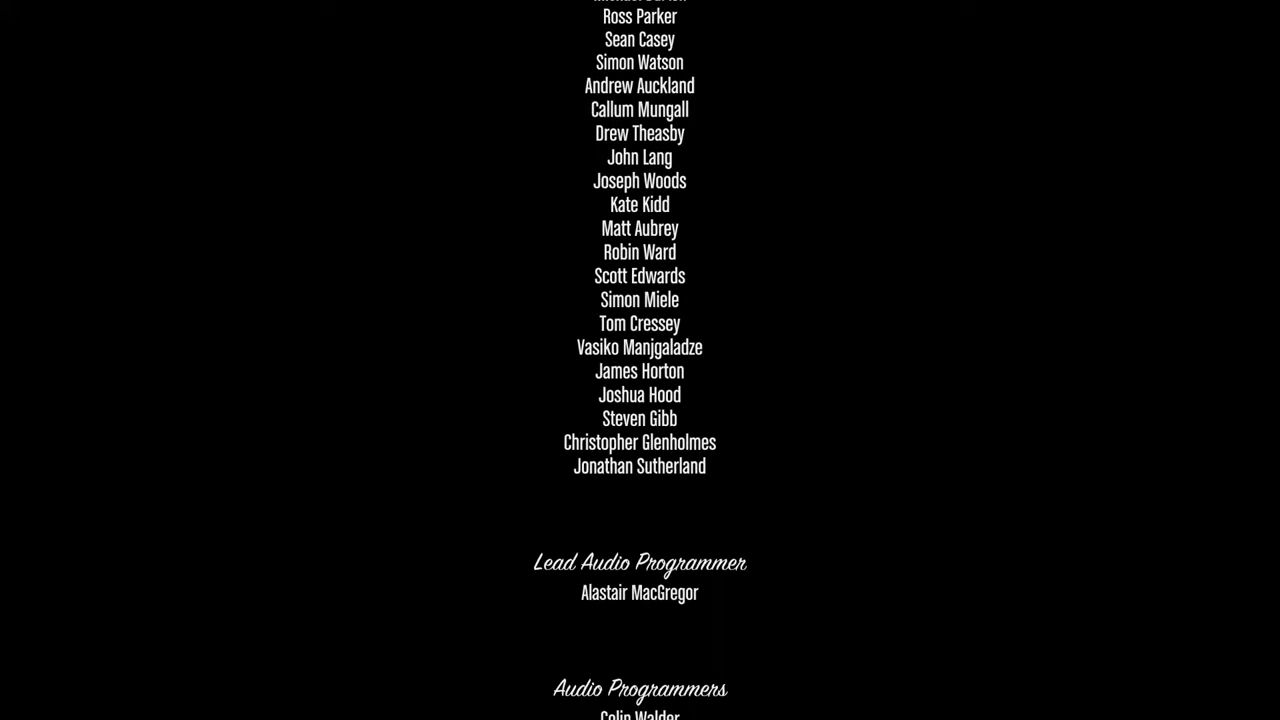 Ross Parker
Sean Casey
Simon Watson
Andrew Auckland
Callum Mungall
Drew Theasby
John Lang
Joseph Woods
Kate Kidd
Matt Aubrey
Robin Ward
Scott Edwards
Simon Miele
Tom Cressey
Vasiko Manjgaladze
James Horton
Joshua Hood
Steven Gibb
Christopher Glenholmes
Jonathan Sutherland
Lead Audio Programmer
Alastair MacGregor
Audio Programmers
Colin Walder